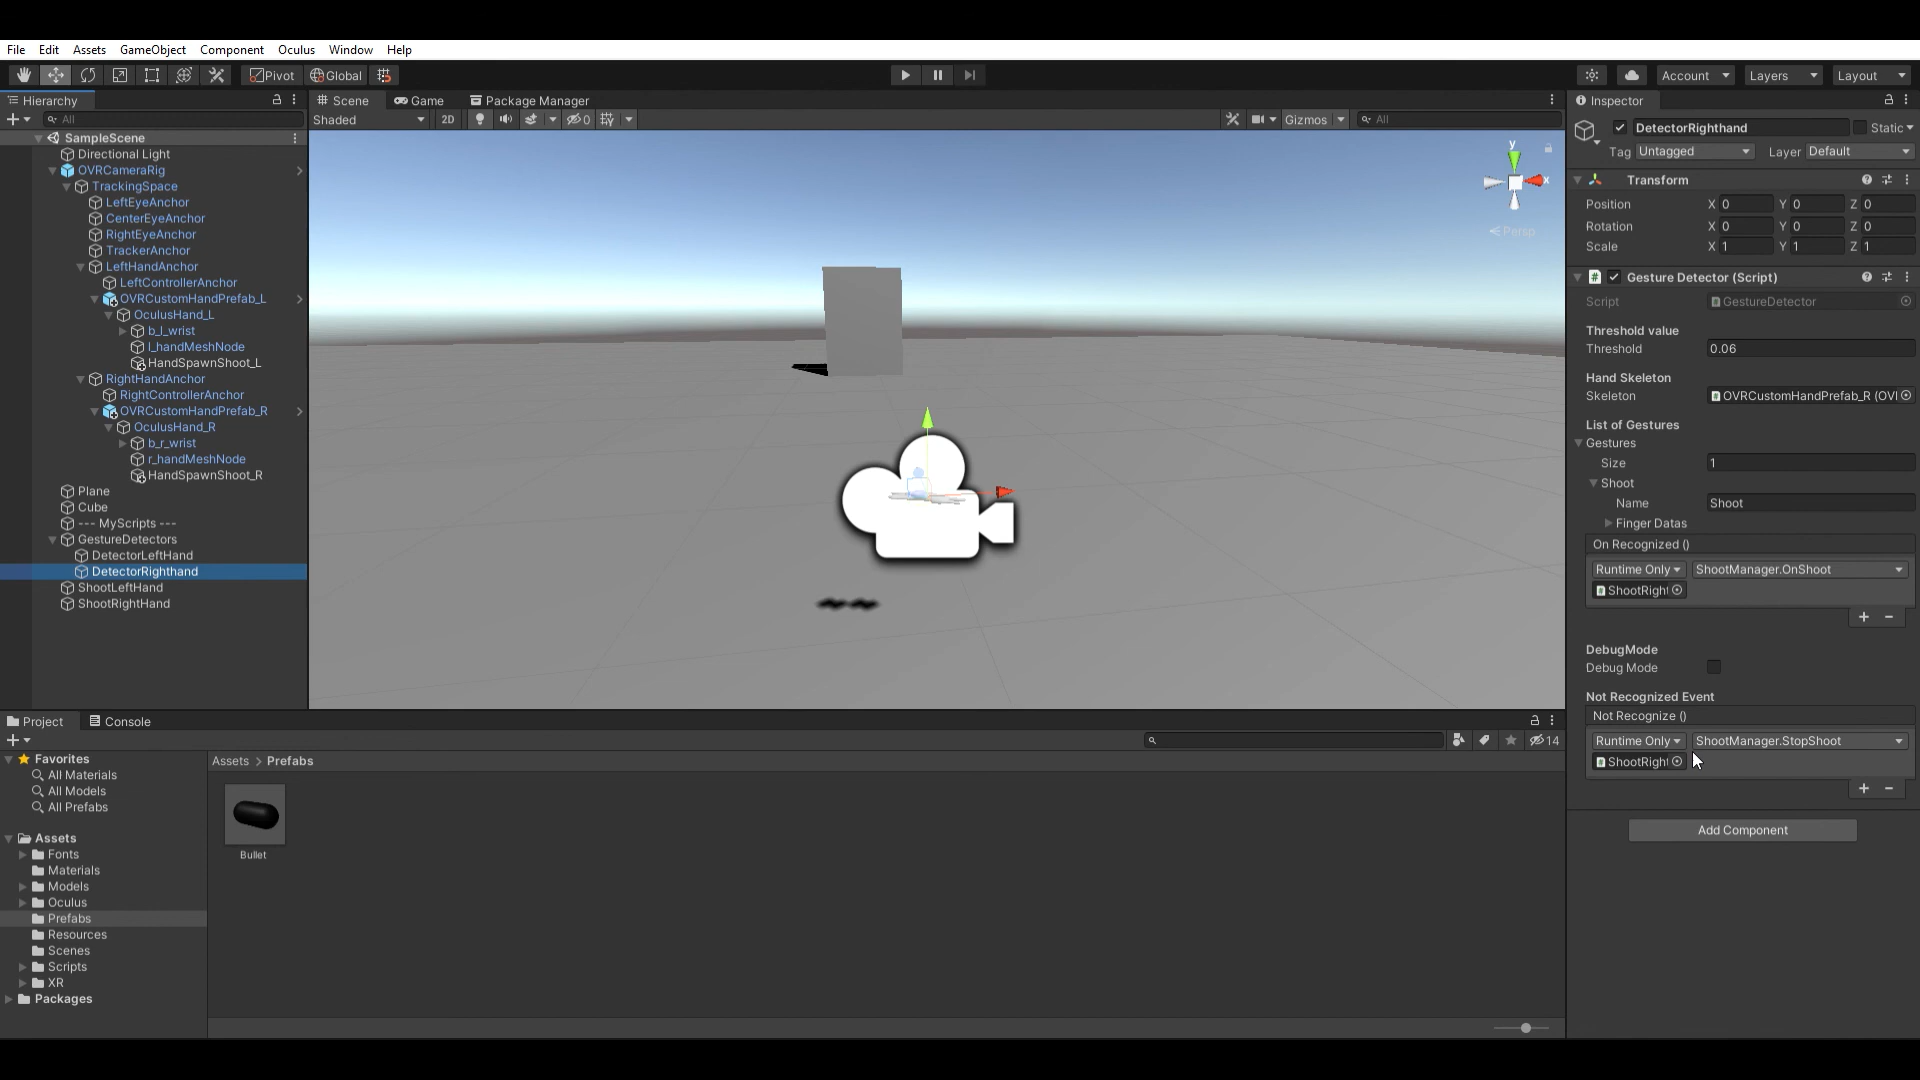 File Edit Assets GameObject Component Oculus Window Help
Pivot Global Account Layers Layout
Hierarchy
All
SampleScene
Directional Light
OVRCameraRig
TrackingSpace
LeftEyeAnchor
CenterEyeAnchor
RightEyeAnchor
TrackerAnchor
LeftHandAnchor
LeftControllerAnchor
OVRCustomHandPrefab_L
OculusHand_L
b_l_wrist
l_handMeshNode
HandSpawnShoot_L
RightHandAnchor
RightControllerAnchor
OVRCustomHandPrefab_R
OculusHand_R
b_r_wrist
r_handMeshNode
HandSpawnShoot_R
Plane
Cube
--- MyScripts ---
GestureDetectors
DetectorLeftHand
DetectorRighthand
ShootLeftHand
ShootRightHand
Scene Game Package Manager
Shaded 2D 0 Gizmos All
y
x
Persp
Inspector
DetectorRighthand Static
Tag Untagged Layer Default
Transform
Position X 0 Y 0 Z 0
Rotation X 0 Y 0 Z 0
Scale X 1 Y 1 Z 1
Gesture Detector (Script)
Script GestureDetector
Threshold value
Threshold 0.06
Hand Skeleton
Skeleton OVRCustomHandPrefab_R (OVI
List of Gestures
Gestures
Size 1
Shoot
Name Shoot
Finger Datas
On Recognized ()
Runtime Only ShootManager.OnShoot
ShootRight
DebugMode
Debug Mode
Not Recognized Event
Not Recognize ()
Runtime Only ShootManager.StopShoot
ShootRight
Add Component
Project Console
14
Favorites
All Materials
All Models
All Prefabs
Assets
Fonts
Materials
Models
Oculus
Prefabs
Resources
Scenes
Scripts
XR
Packages
Assets > Prefabs
Bullet